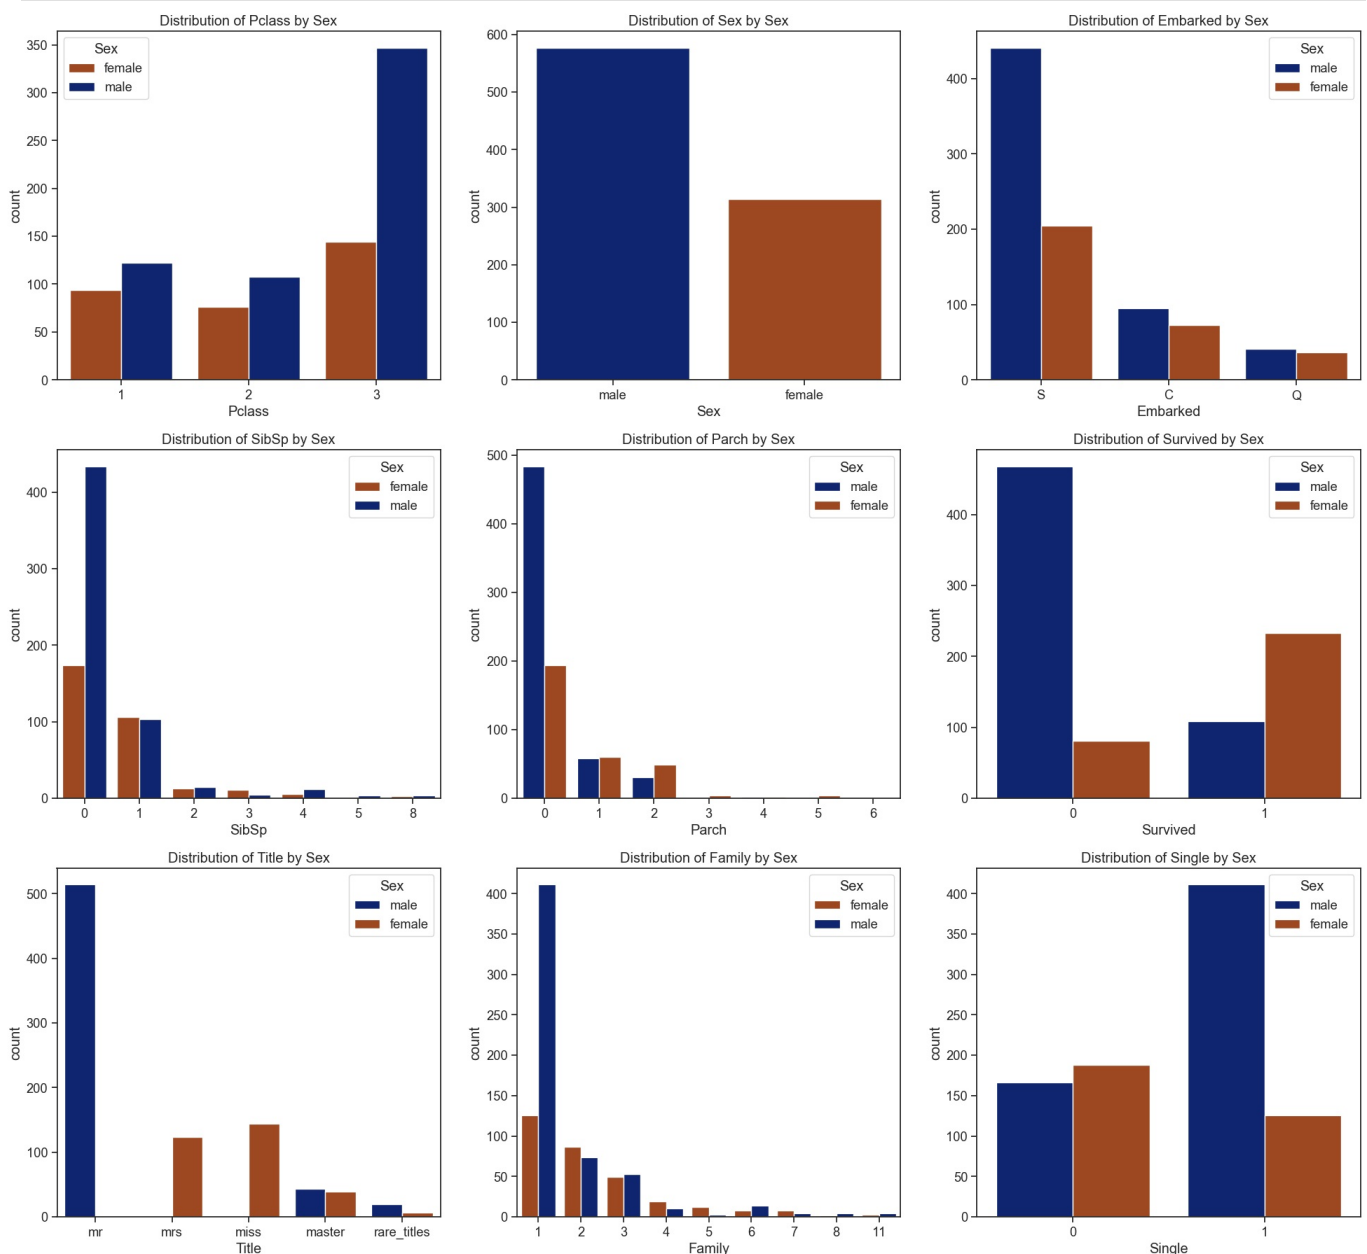 Distribution of Pclass by Sex
350
300
250
200
150
100
50
0
count
Sex
female
male
1 2 3
Pclass
Distribution of Sex by Sex
600
500
400
300
200
100
0
count
male female
Sex
Distribution of Embarked by Sex
400
300
200
100
0
count
Sex
male
female
S C Q
Embarked
Distribution of SibSp by Sex
400
300
200
100
0
count
Sex
female
male
0 1 2 3 4 5 8
SibSp
Distribution of Parch by Sex
500
400
300
200
100
0
count
Sex
male
female
0 1 2 3 4 5 6
Parch
Distribution of Survived by Sex
400
300
200
100
0
count
Sex
male
female
0 1
Survived
Distribution of Title by Sex
500
400
300
200
100
0
count
Sex
male
female
mr mrs miss master rare_titles
Title
Distribution of Family by Sex
400
350
300
250
200
150
100
50
0
count
Sex
female
male
1 2 3 4 5 6 7 8 11
Family
Distribution of Single by Sex
400
350
300
250
200
150
100
50
0
count
Sex
male
female
0 1
Single